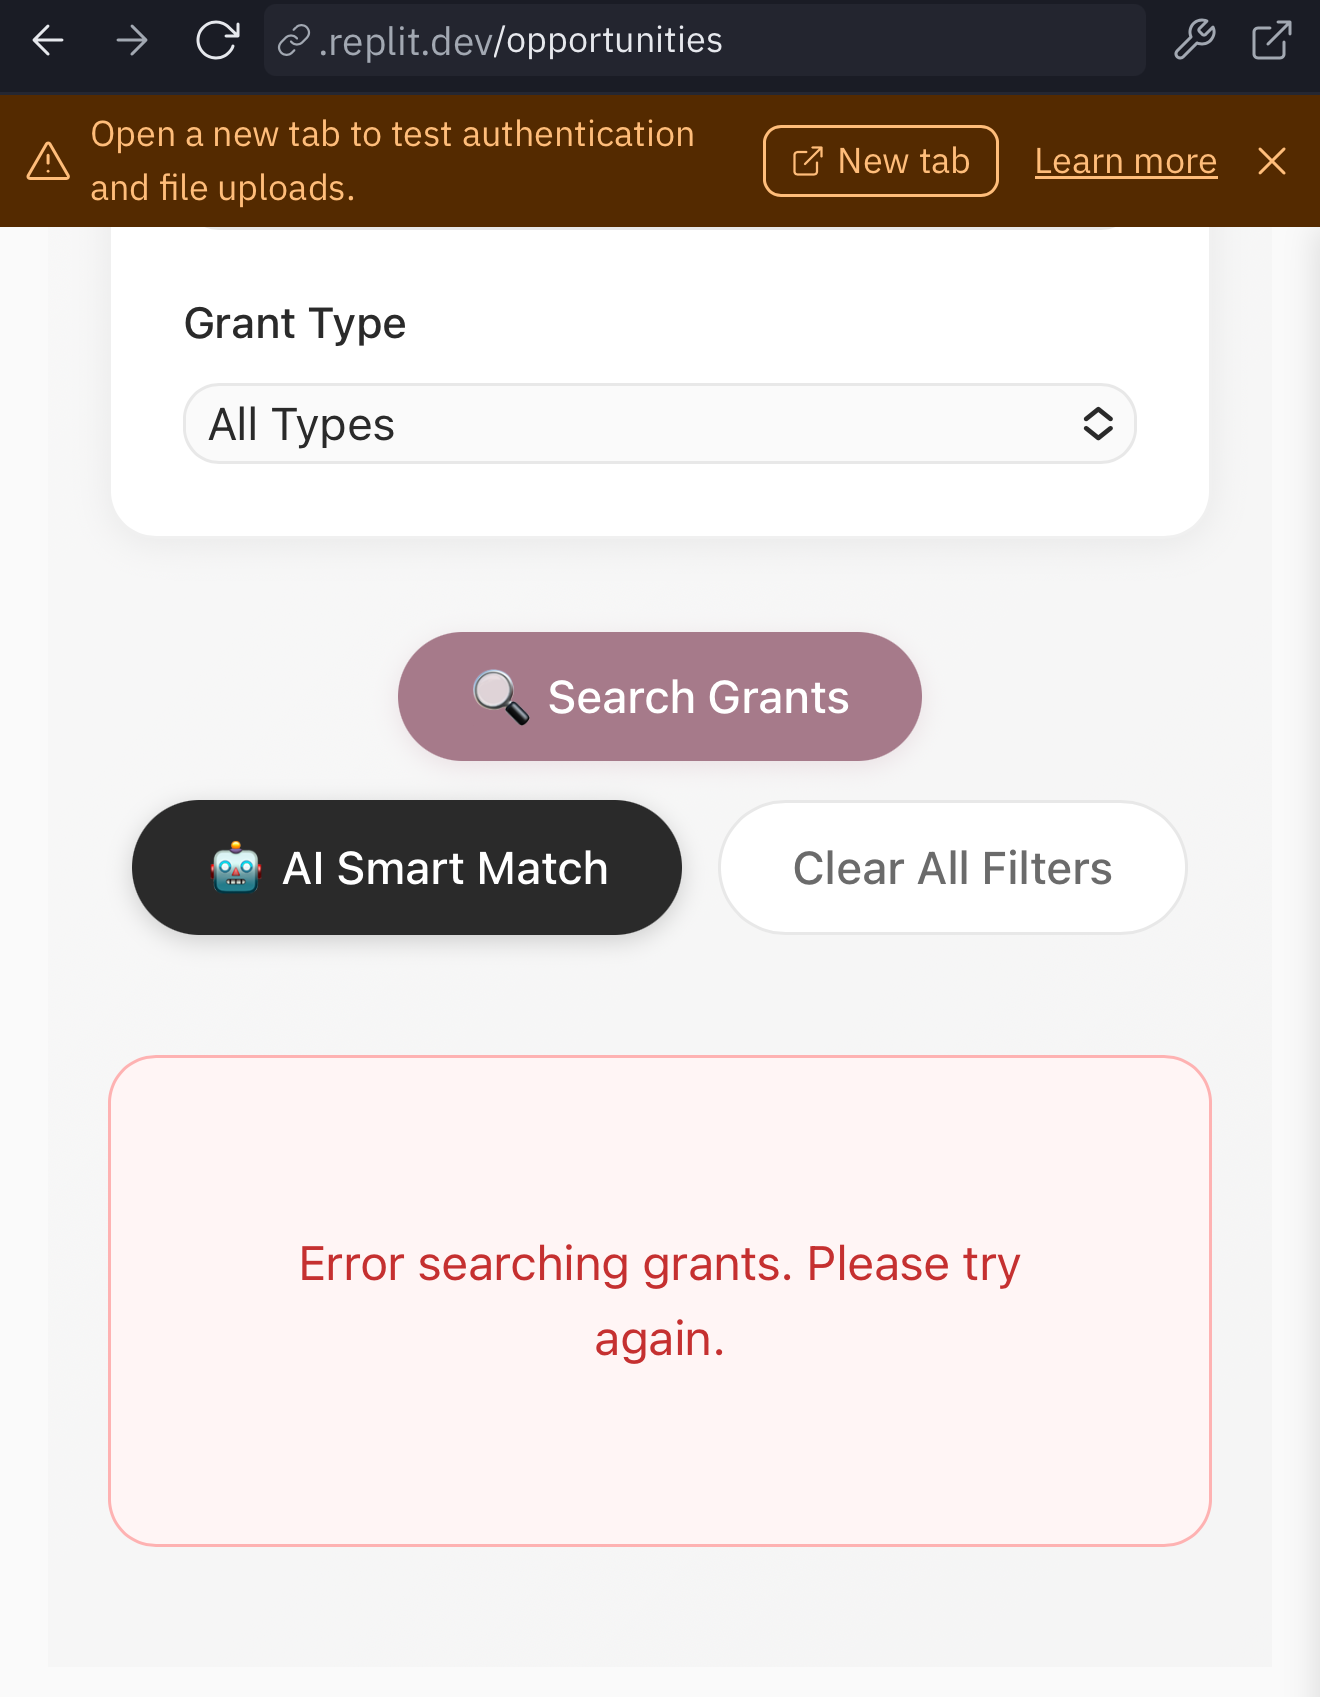 .replit.dev/opportunities
Open a new tab to test authentication
and file uploads.
New tab
Learn more
Grant Type
All Types
Search Grants
AI Smart Match
Clear All Filters
Error searching grants. Please try
again.